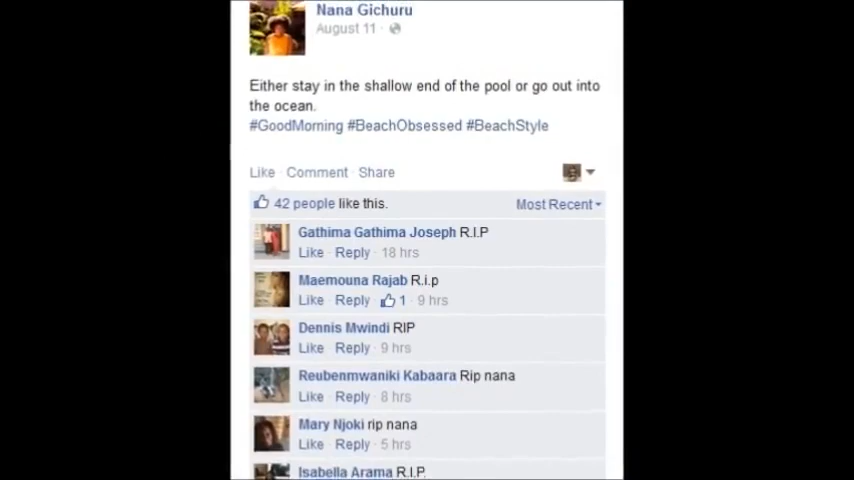 Nana Gichuru
August 11 ·
Either stay in the shallow end of the pool or go out into
the ocean.
#GoodMorning #BeachObsessed #BeachStyle
Like · Comment · Share
42 people like this.
Most Recent
Gathima Gathima Joseph R.I.P
Like · Reply · 18 hrs
Maemouna Rajab R.i.p
Like · Reply · 1 · 9 hrs
Dennis Mwindi RIP
Like · Reply · 9 hrs
Reubenmwaniki Kabaara Rip nana
Like · Reply · 8 hrs
Mary Njoki rip nana
Like · Reply · 5 hrs
Isabella Arama R.I.P.